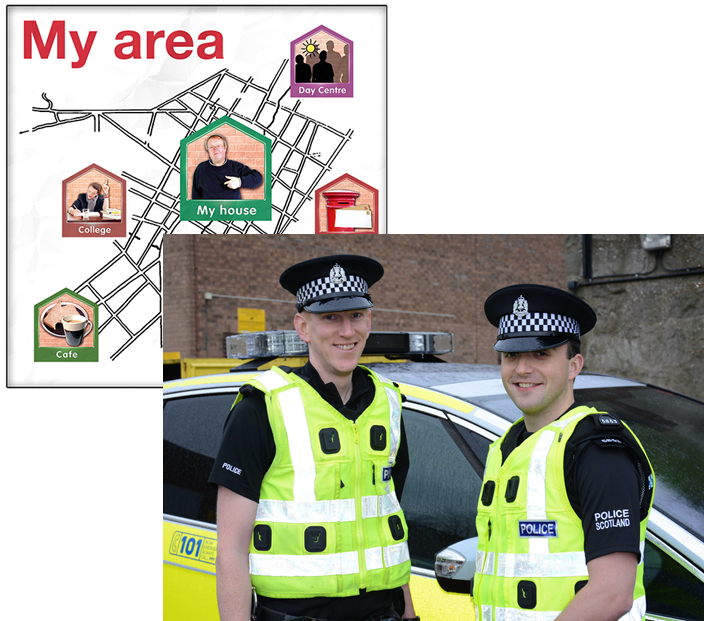 My area
Day Centre
My house
College
Cafe
POLICE
POLICE
SCOTLAND
POLICE
101